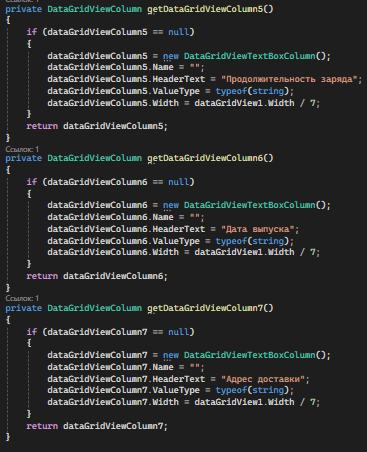 private DataGridViewColumn getDataGridViewColumn5()
{
if (dataGridViewColumn5 == null)
{
dataGridViewColumn5 = new DataGridViewTextBoxColumn();
dataGridViewColumn5.Name = "";
dataGridViewColumn5.HeaderText = "Продолжительность заряда";
dataGridViewColumn5.ValueType = typeof(string);
dataGridViewColumn5.Width = dataGridView1.Width / 7;
}
return dataGridViewColumn5;
}
Ссылок: 1
private DataGridViewColumn getDataGridViewColumn6()
{
if (dataGridViewColumn6 == null)
{
dataGridViewColumn6 = new DataGridViewTextBoxColumn();
dataGridViewColumn6.Name = "";
dataGridViewColumn6.HeaderText = "Дата выпуска";
dataGridViewColumn6.ValueType = typeof(string);
dataGridViewColumn6.Width = dataGridView1.Width / 7;
}
return dataGridViewColumn6;
}
Ссылок: 1
private DataGridViewColumn getDataGridViewColumn7()
{
if (dataGridViewColumn7 == null)
{
dataGridViewColumn7 = new DataGridViewTextBoxColumn();
dataGridViewColumn7.Name = "";
dataGridViewColumn7.HeaderText = "Адрес доставки";
dataGridViewColumn7.ValueType = typeof(string);
dataGridViewColumn7.Width = dataGridView1.Width / 7;
}
return dataGridViewColumn7;
}